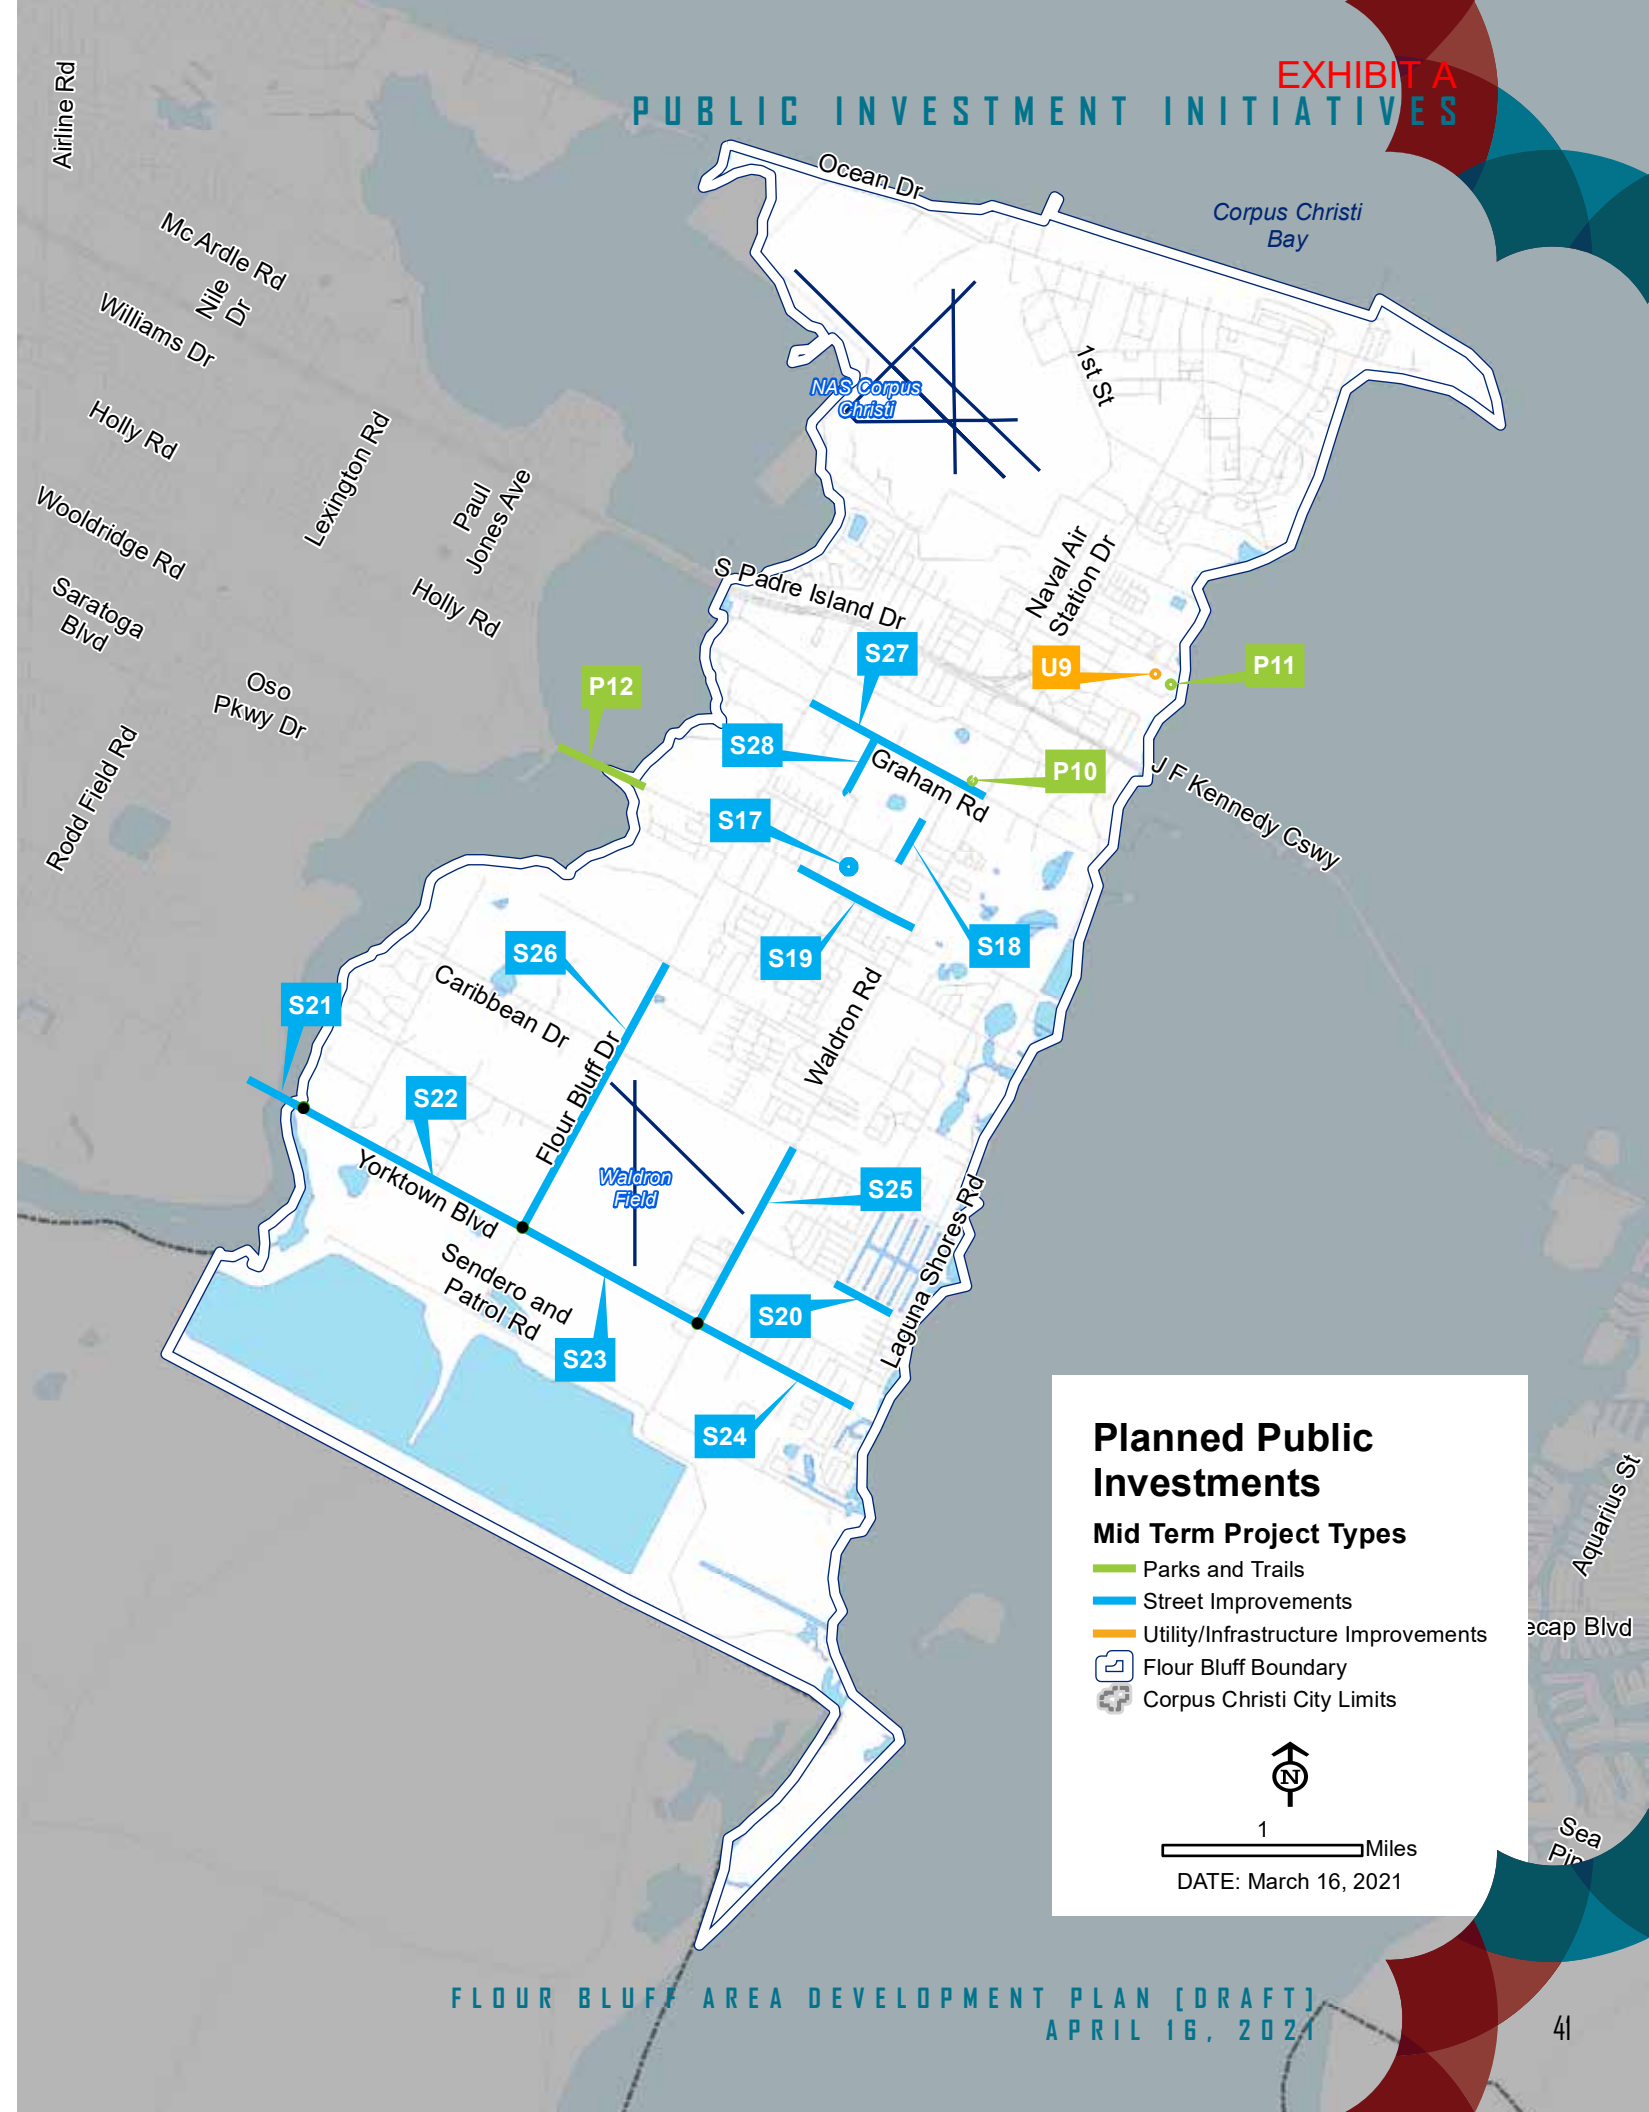 EXHIBIT A
PUBLIC INVESTMENT INITIATIVES
Airline Rd
Ocean Dr
Corpus Christi
Bay
Mc Ardle Rd
Nile
Dr
Williams Dr
1st St
NAS Corpus
Christi
Holly Rd
Lexington Rd
Paul
Jones Ave
Wooldridge Rd
Naval Air
Station Dr
S Padre Island Dr
Saratoga
Blvd
Holly Rd
S27
U9
P11
P12
Oso
Pkwy Dr
S28
Graham Rd
P10
J F Kennedy Cswy
Rodd Field Rd
S17
S18
S19
S26
Caribbean Dr
Waldron Rd
S21
Flour Bluff Dr
S22
Yorktown Blvd
Waldron
Field
S25
Laguna Shores Rd
Sendero and
Patrol Rd
S20
S23
S24
Planned Public
Investments
Mid Term Project Types
Parks and Trails
Street Improvements
Utility/Infrastructure Improvements
Flour Bluff Boundary
Corpus Christi City Limits
N
1
Miles
DATE: March 16, 2021
Aquarius St
ecap Blvd
Sea
Pin
FLOUR BLUFF AREA DEVELOPMENT PLAN (DRAFT)
APRIL 16, 2021
41